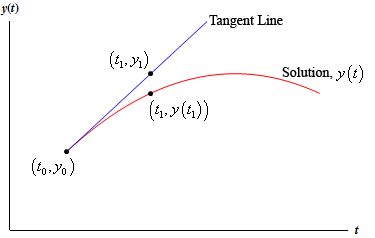 y(t)
Tangent Line
(t₁, y₁)
Solution, y(t)
(t₁, y(t₁))
(t₀, y₀)
t